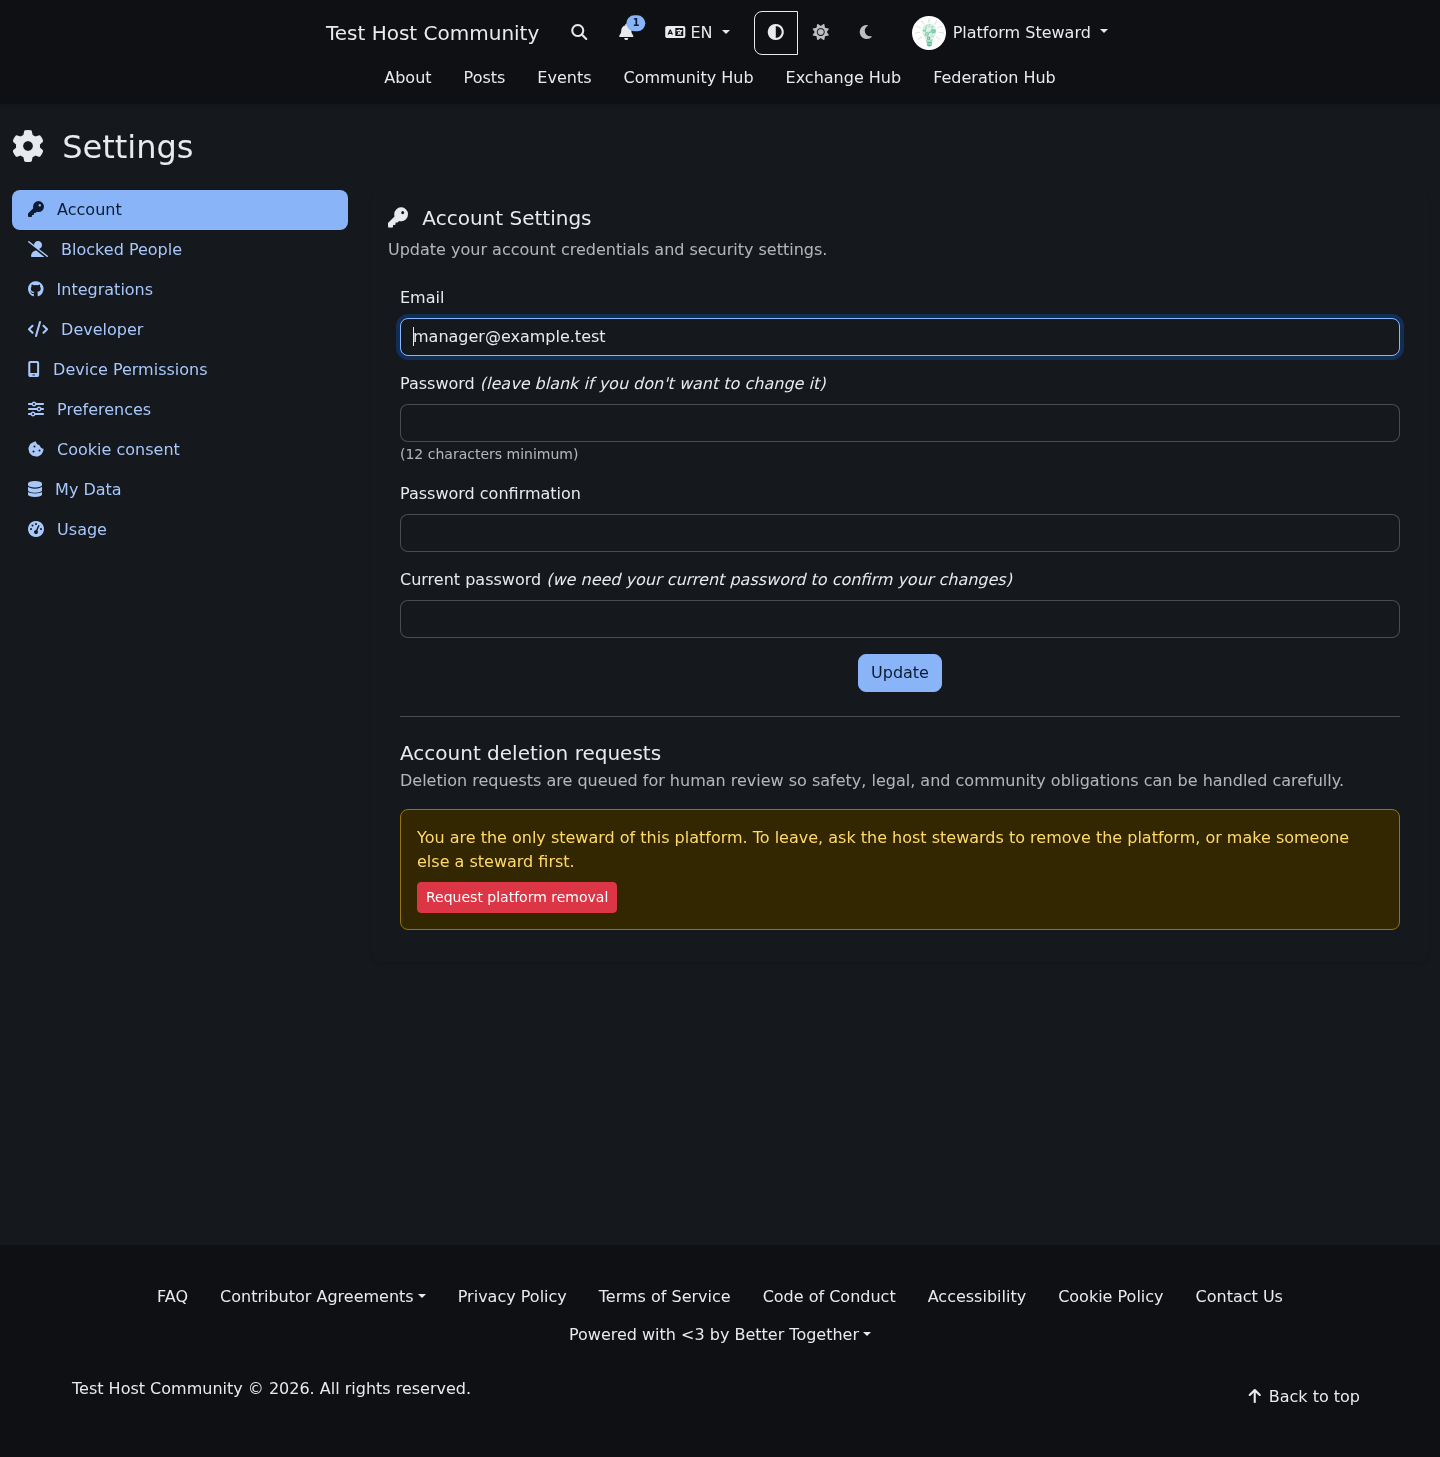 Test Host Community
1
EN
Platform Steward
About Posts Events Community Hub Exchange Hub Federation Hub
Settings
Account
Blocked People
Integrations
Developer
Device Permissions
Preferences
Cookie consent
My Data
Usage
Account Settings
Update your account credentials and security settings.
Email
manager@example.test
Password (leave blank if you don't want to change it)
(12 characters minimum)
Password confirmation
Current password (we need your current password to confirm your changes)
Update
Account deletion requests
Deletion requests are queued for human review so safety, legal, and community obligations can be handled carefully.
You are the only steward of this platform. To leave, ask the host stewards to remove the platform, or make someone
else a steward first.
Request platform removal
FAQ Contributor Agreements Privacy Policy Terms of Service Code of Conduct Accessibility Cookie Policy Contact Us
Powered with <3 by Better Together
Test Host Community © 2026. All rights reserved.
Back to top